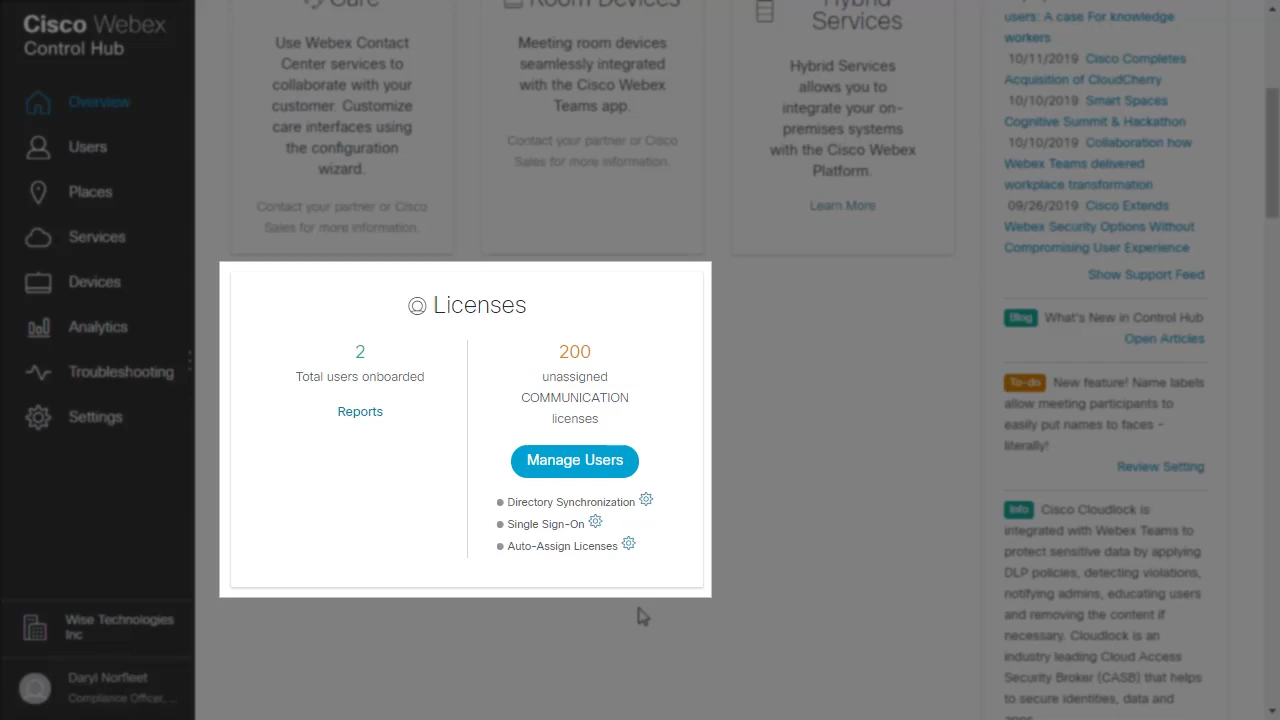 Cisco Webex
Control Hub
Overview
Users
Places
Services
Devices
Analytics
Troubleshooting
Settings
Wise Technologies
Inc
Daryl Norfleet
Compliance Officer, ...
Care
Use Webex Contact
Center services to
collaborate with your
customer. Customize
care interfaces using
the configuration
wizard.
Contact your partner or Cisco
Sales for more information.
Room Devices
Meeting room devices
seamlessly integrated
with the Cisco Webex
Teams app.
Contact your partner or Cisco
Sales for more information.
Hybrid
Services
Hybrid Services
allows you to
integrate your on-
premises systems
with the Cisco Webex
Platform.
Learn More
Licenses
2
Total users onboarded
Reports
200
unassigned
COMMUNICATION
licenses
Manage Users
Directory Synchronization
Single Sign-On
Auto-Assign Licenses
users: A case For knowledge
workers
10/11/2019 Cisco Completes
Acquisition of CloudCherry
10/10/2019 Smart Spaces
Cognitive Summit & Hackathon
10/10/2019 Collaboration how
Webex Teams delivered
workplace transformation
09/26/2019 Cisco Extends
Webex Security Options Without
Compromising User Experience
Show Support Feed
Blog What's New in Control Hub
Open Articles
To-do New feature! Name labels
allow meeting participants to
easily put names to faces -
literally!
Review Setting
Info Cisco Cloudlock is
integrated with Webex Teams to
protect sensitive data by applying
DLP policies, detecting violations,
notifying admins, educating users
and removing the content if
necessary. Cloudlock is an
industry leading Cloud Access
Security Broker (CASB) that helps
to secure identities, data and
apps.